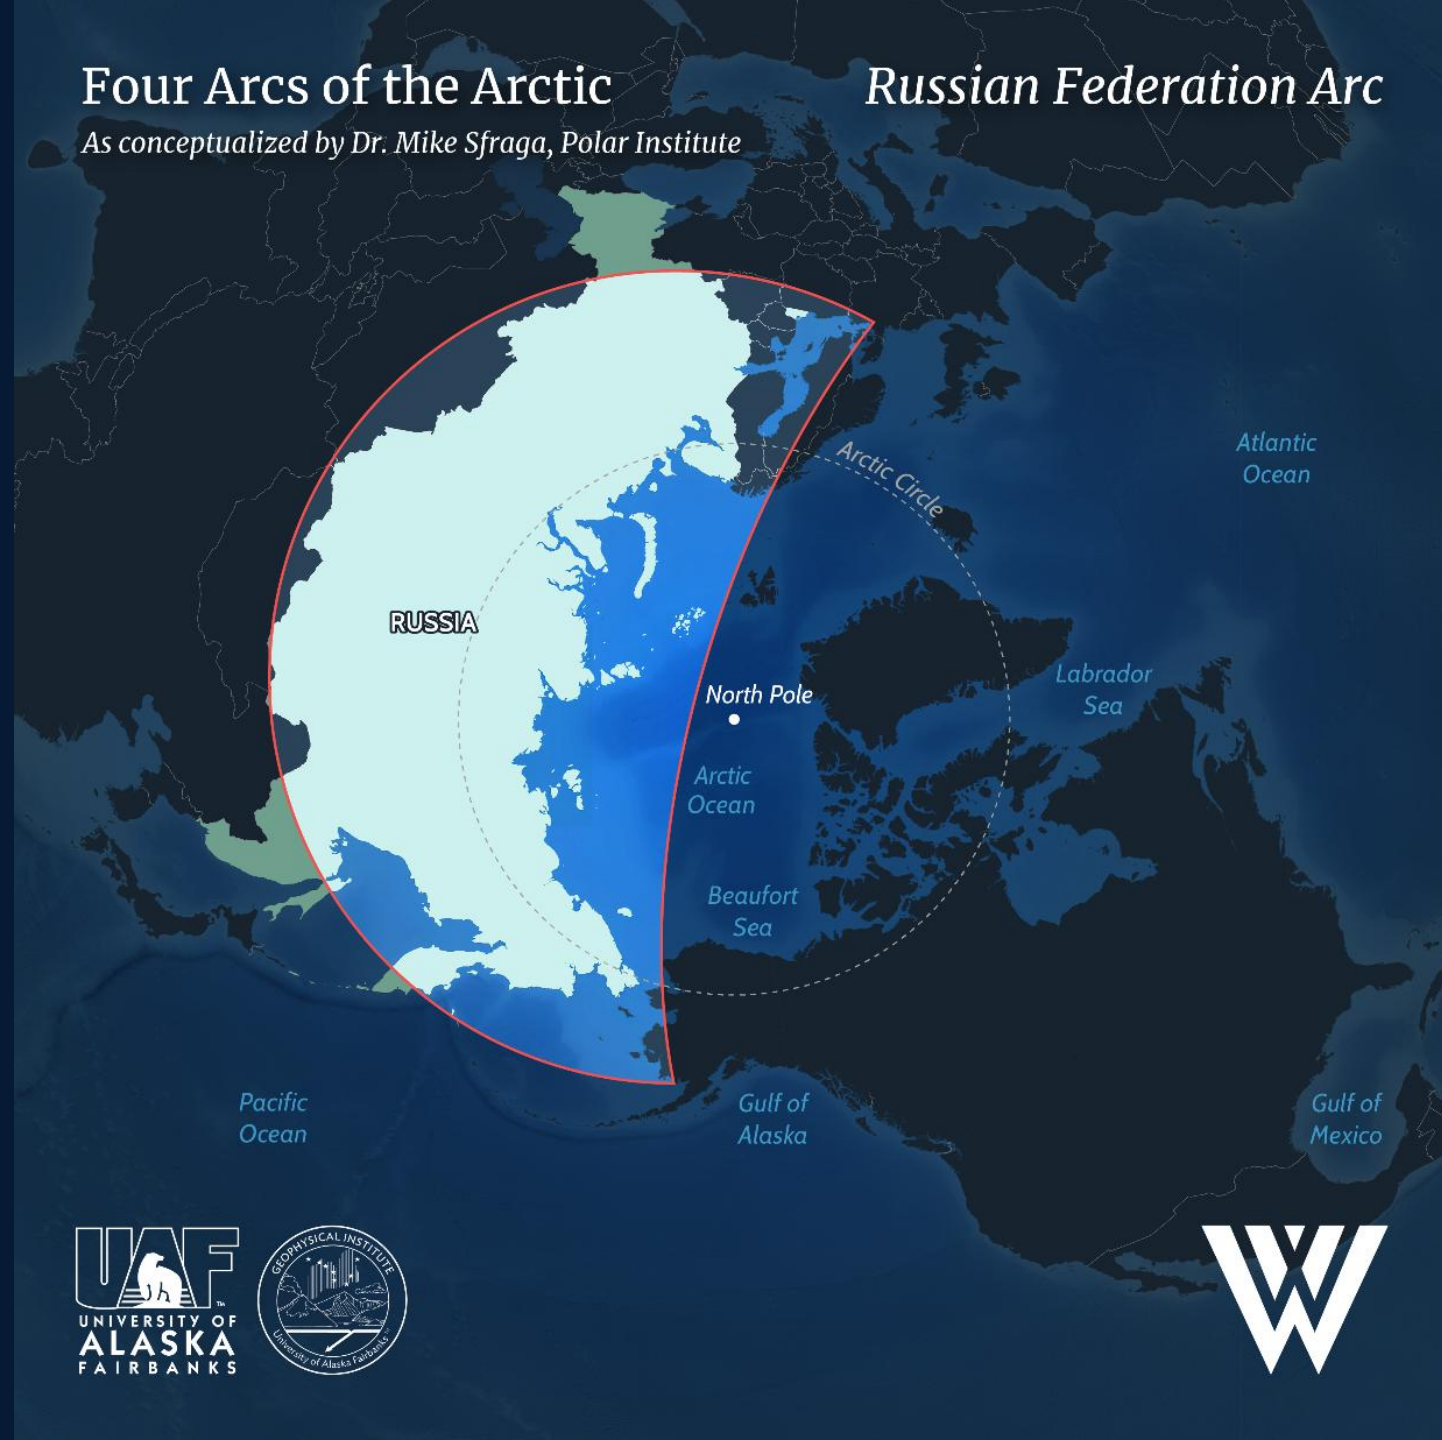 Four Arcs of the Arctic
Russian Federation Arc
As conceptualized by Dr. Mike Sfraga, Polar Institute
Arctic Circle
Atlantic
Ocean
RUSSIA
Labrador
Sea
North Pole
Arctic
Ocean
Beaufort
Sea
Pacific
Ocean
Gulf of
Alaska
Gulf of
Mexico
UAF
TM
UNIVERSITY OF
ALASKA
FAIRBANKS
GEOPHYSICAL INSTITUTE
University of Alaska Fairbanks
W